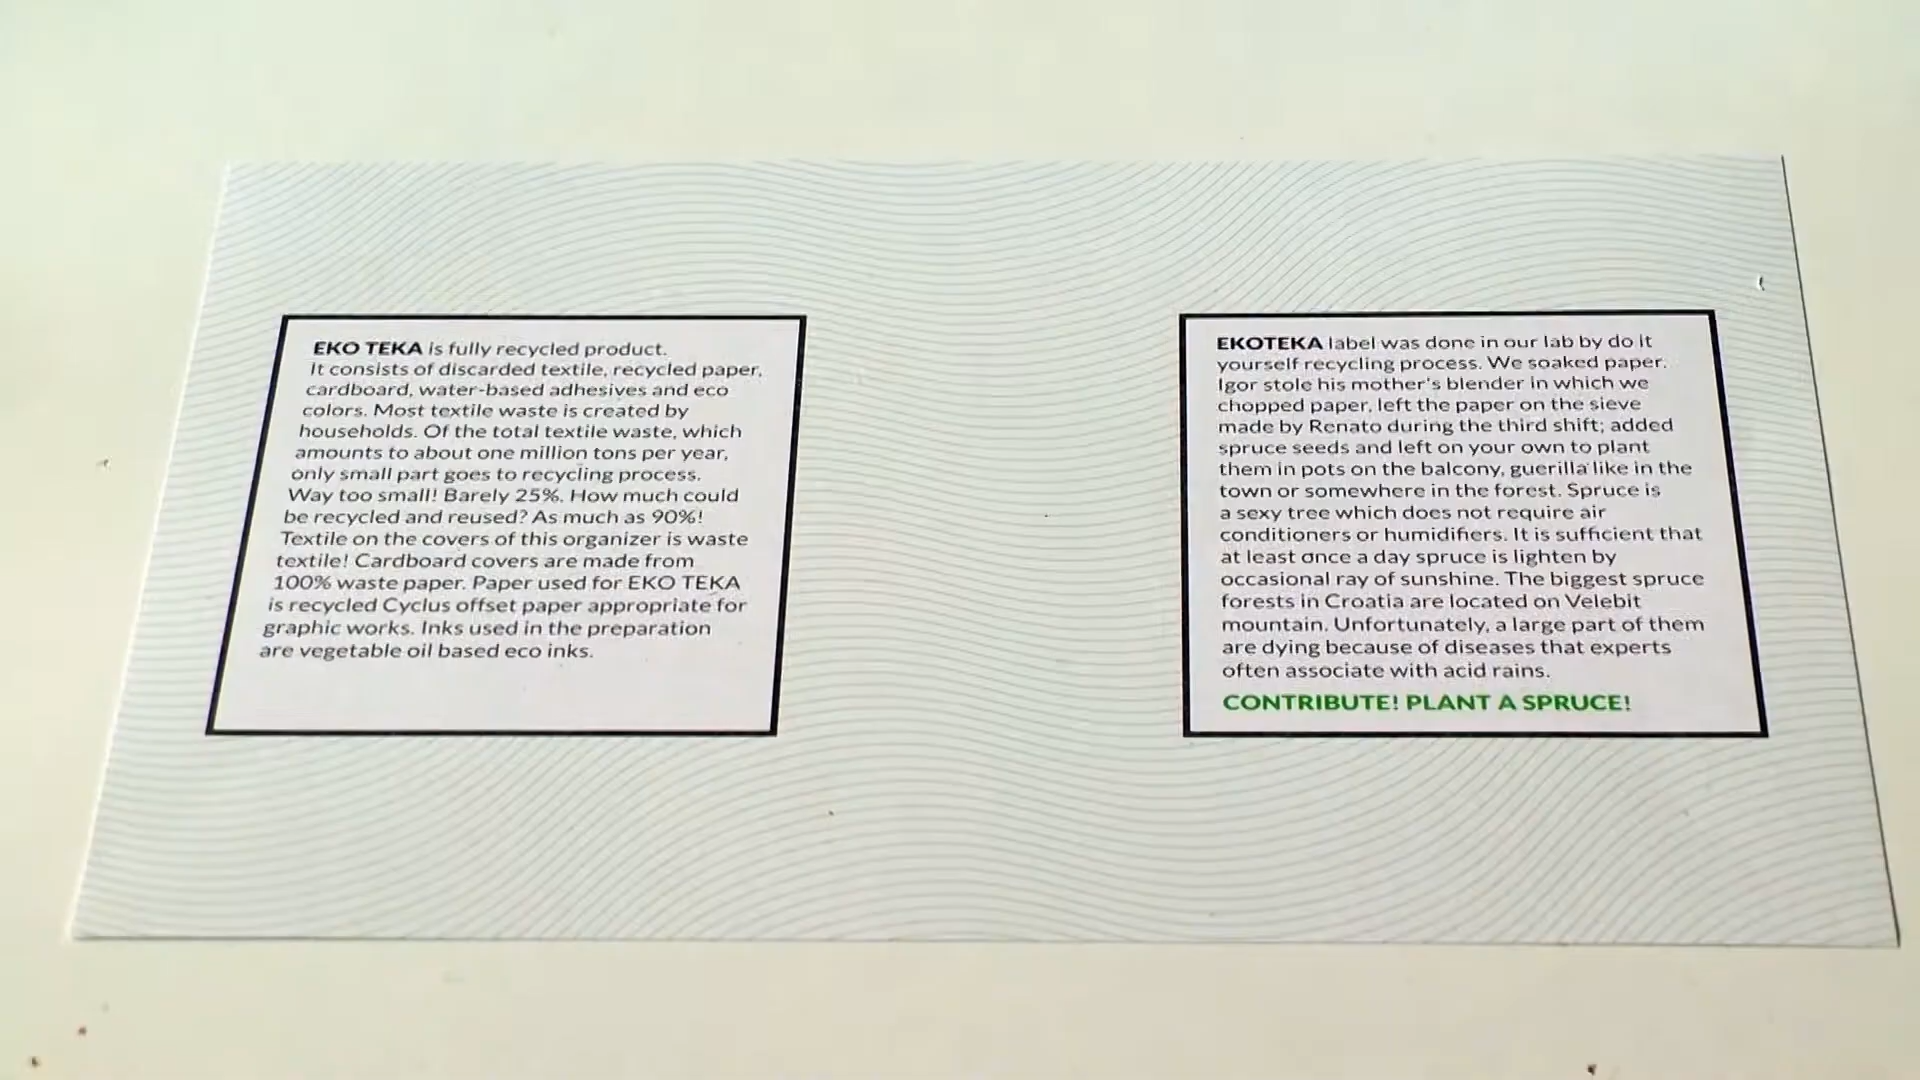 EKO TEKA is fully recycled product.
It consists of discarded textile, recycled paper,
cardboard, water-based adhesives and eco
colors. Most textile waste is created by
households. Of the total textile waste, which
amounts to about one million tons per year,
only small part goes to recycling process.
Way too small! Barely 25%. How much could
be recycled and reused? As much as 90%!
Textile on the covers of this organizer is waste
textile! Cardboard covers are made from
100% waste paper. Paper used for EKO TEKA
is recycled Cyclus offset paper appropriate for
graphic works. Inks used in the preparation
are vegetable oil based eco inks.
EKOTEKA label was done in our lab by do it
yourself recycling process. We soaked paper.
Igor stole his mother's blender in which we
chopped paper, left the paper on the sieve
made by Renato during the third shift; added
spruce seeds and left on your own to plant
them in pots on the balcony, guerilla like in the
town or somewhere in the forest. Spruce is
a sexy tree which does not require air
conditioners or humidifiers. It is sufficient that
at least once a day spruce is lighten by
occasional ray of sunshine. The biggest spruce
forests in Croatia are located on Velebit
mountain. Unfortunately, a large part of them
are dying because of diseases that experts
often associate with acid rains.
CONTRIBUTE! PLANT A SPRUCE!